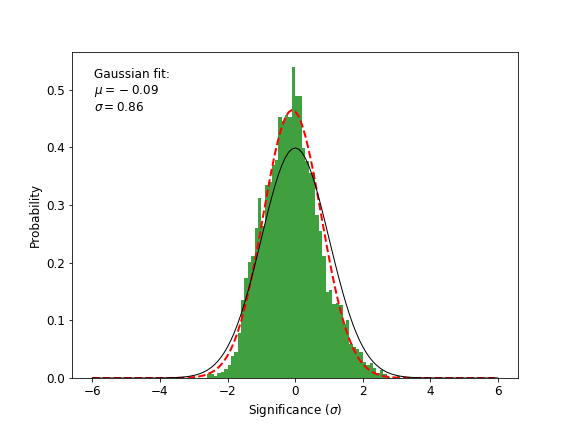 Gaussian fit:
μ = −0.09
σ = 0.86
Probability
0.5
0.4
0.3
0.2
0.1
0.0
−6 −4 −2 0 2 4 6
Significance (σ)